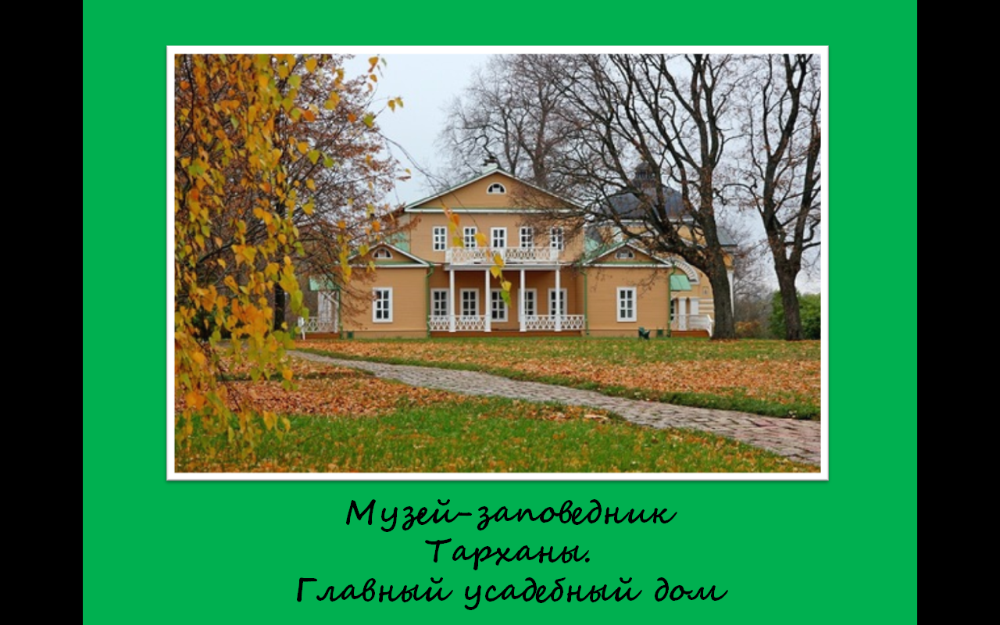 Музей-заповедник
Тарханы.
Главный усадебный дом